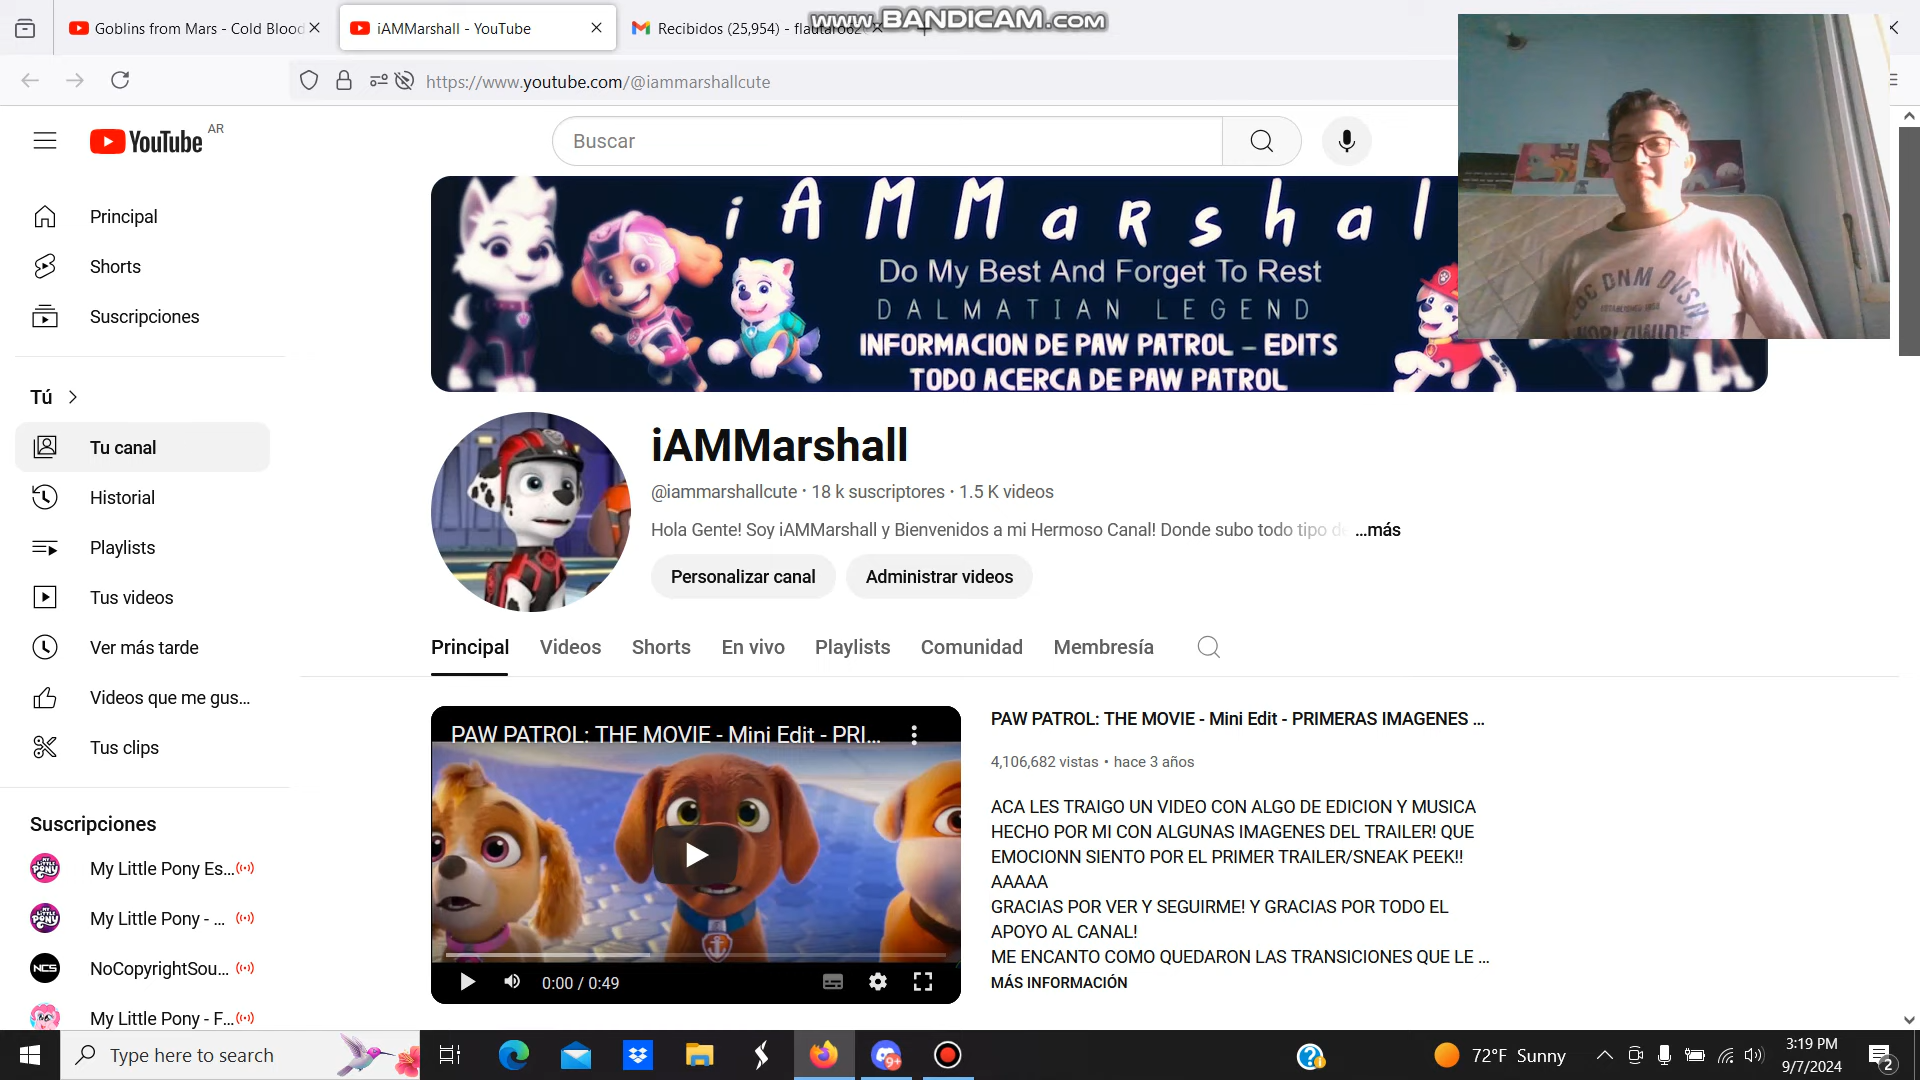 Goblins from Mars - Cold Blood
iAMMarshall - YouTube
Recibidos (25,954) -
www.BANDICAM.com
https://www.youtube.com/@iammarshallcute
YouTube AR
Buscar
Principal
Shorts
Suscripciones
Tú
Tu canal
Historial
Playlists
Tus videos
Ver más tarde
Videos que me gus...
Tus clips
Suscripciones
My Little Pony Es...
My Little Pony - ...
NoCopyrightSou...
My Little Pony - F...
iAMMarshal
Do My Best And Forget To Rest
DALMATIAN LEGEND
INFORMACION DE PAW PATROL - EDITS
TODO ACERCA DE PAW PATROL
DNM DVSN
WORLDWIDE
iAMMarshall
@iammarshallcute · 18 k suscriptores · 1.5 K videos
Hola Gente! Soy iAMMarshall y Bienvenidos a mi Hermoso Canal! Donde subo todo tipo de ...más
Personalizar canal
Administrar videos
Principal Videos Shorts En vivo Playlists Comunidad Membresía
PAW PATROL: THE MOVIE - Mini Edit - PRI...
0:00 / 0:49
PAW PATROL: THE MOVIE - Mini Edit - PRIMERAS IMAGENES ...
4,106,682 vistas • hace 3 años
ACA LES TRAIGO UN VIDEO CON ALGO DE EDICION Y MUSICA
HECHO POR MI CON ALGUNAS IMAGENES DEL TRAILER! QUE
EMOCIONN SIENTO POR EL PRIMER TRAILER/SNEAK PEEK!!
AAAAA
GRACIAS POR VER Y SEGUIRME! Y GRACIAS POR TODO EL
APOYO AL CANAL!
ME ENCANTO COMO QUEDARON LAS TRANSICIONES QUE LE ...
MÁS INFORMACIÓN
Type here to search
9+
72°F Sunny
3:19 PM
9/7/2024
2